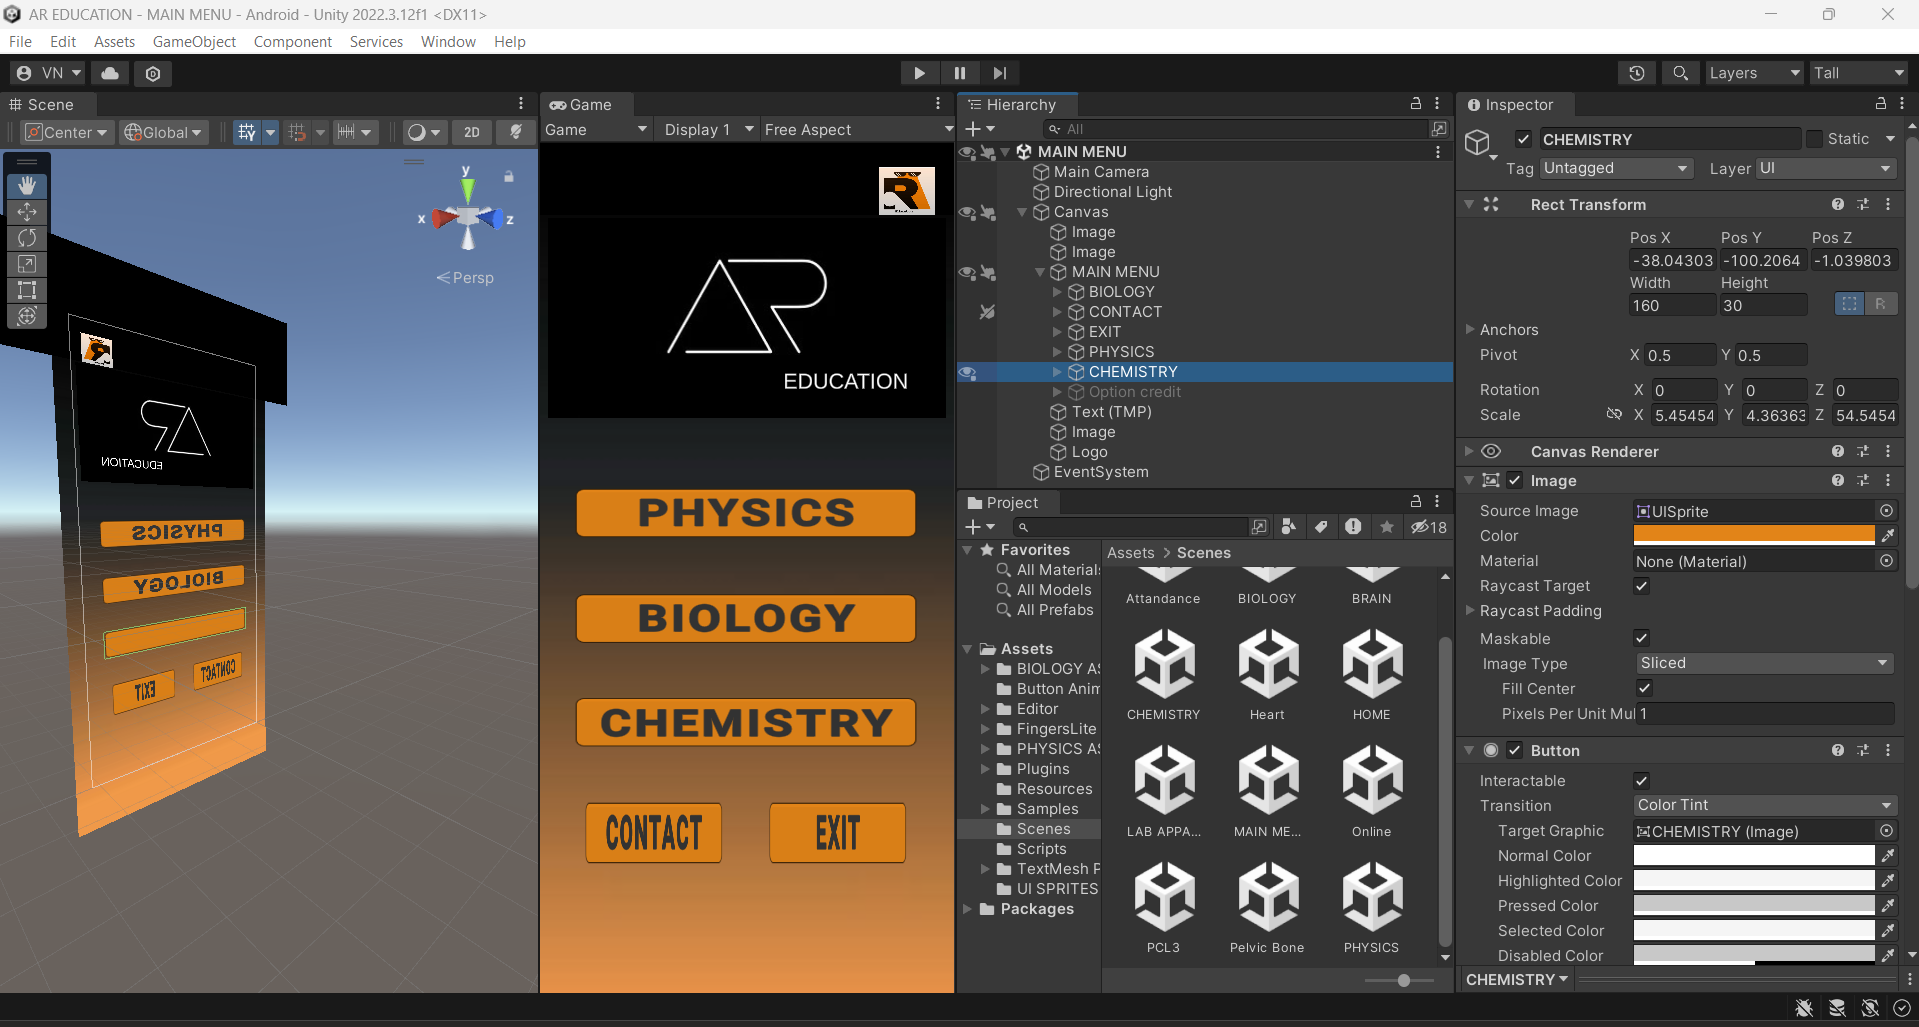 AR EDUCATION - MAIN MENU - Android - Unity 2022.3.12f1 <DX11>
File Edit Assets GameObject Component Services Window Help
VN
Layers Tall
Scene
Center Global 2D
y
x z
Persp
EDUCATION
PHYSICS
BIOLOGY
EXIT CONTACT
Game
Game Display 1 Free Aspect
AR
EDUCATION
PHYSICS
BIOLOGY
CHEMISTRY
CONTACT EXIT
Hierarchy
All
MAIN MENU
Main Camera
Directional Light
Canvas
Image
Image
MAIN MENU
BIOLOGY
CONTACT
EXIT
PHYSICS
CHEMISTRY
Option credit
Text (TMP)
Image
Logo
EventSystem
Project
18
Favorites
All Materials
All Models
All Prefabs
Assets
BIOLOGY AS
Button Anim
Editor
FingersLite
PHYSICS AS
Plugins
Resources
Samples
Scenes
Scripts
TextMesh P
UI SPRITES
Packages
Assets > Scenes
Attandance BIOLOGY BRAIN
CHEMISTRY Heart HOME
LAB APPA... MAIN ME... Online
PCL3 Pelvic Bone PHYSICS
Inspector
CHEMISTRY Static
Tag Untagged Layer UI
Rect Transform
Pos X Pos Y Pos Z
-38.04303 -100.2064 -1.039803
Width Height
160 30 R
Anchors
Pivot X 0.5 Y 0.5
Rotation X 0 Y 0 Z 0
Scale X 5.45454 Y 4.36363 Z 54.5454
Canvas Renderer
Image
Source Image UISprite
Color
Material None (Material)
Raycast Target
Raycast Padding
Maskable
Image Type Sliced
Fill Center
Pixels Per Unit Mul 1
Button
Interactable
Transition Color Tint
Target Graphic CHEMISTRY (Image)
Normal Color
Highlighted Color
Pressed Color
Selected Color
Disabled Color
CHEMISTRY